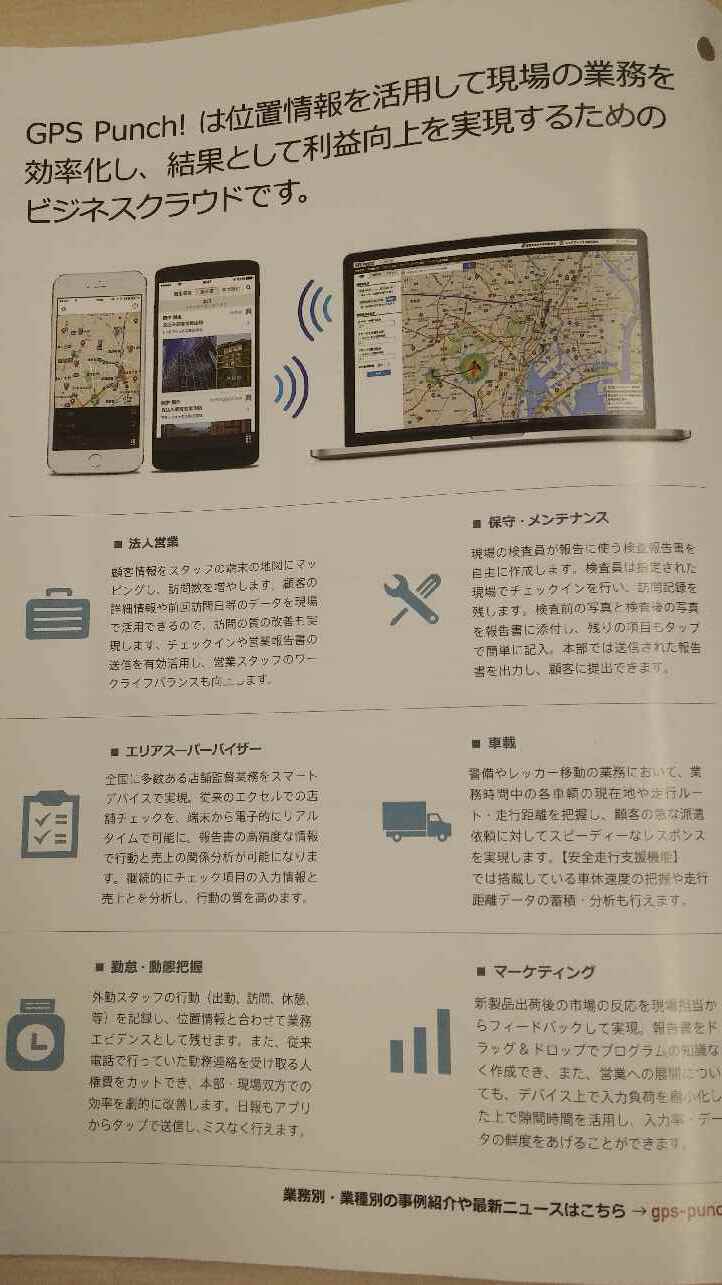 GPS Punch! は位置情報を活用して現場の業務を
効率化し、結果として利益向上を実現するための
ビジネスクラウドです。
■ 法人営業
顧客情報をスタッフの端末の地図にマッ
ピングし、訪問数を増やします。顧客の
詳細情報や前回訪問日等のデータを現場
で活用できるので、訪問の質の改善も実
現します。チェックインや営業報告書の
送信を有効活用し、営業スタッフのワー
クライフバランスも向上します。
■ 保守・メンテナンス
現場の検査員が報告に使う検査報告書を
自由に作成します。検査員は指定された
現場でチェックインを行い、訪問記録を
残します。検査前の写真と検査後の写真
を報告書に添付し、残りの項目もタップ
で簡単に記入。本部では送信された報告
書を出力し、顧客に提出できます。
■ エリアスーパーバイザー
全国に多数ある店舗監督業務をスマート
デバイスで実現。従来のエクセルでの店
舗チェックを、端末から電子的にリアル
タイムで可能に。報告書の高精度な情報
で行動と売上の関係分析が可能になりま
す。継続的にチェック項目の入力情報と
売上とを分析し、行動の質を高めます。
■ 車載
警備やレッカー移動の業務において、業
務時間中の各車輌の現在地や走行ルー
ト・走行距離を把握し、顧客の急な派遣
依頼に対してスピーディーなレスポンス
を実現します。【安全走行支援機能】
では搭載している車体速度の把握や走行
距離データの蓄積・分析も行えます。
■ 勤怠・動態把握
外勤スタッフの行動（出勤、訪問、休憩、
等）を記録し、位置情報と合わせて業務
エビデンスとして残せます。また、従来
電話で行っていた勤務連絡を受け取る人
権費をカットでき、本部・現場双方での
効率を劇的に改善します。日報もアプリ
からタップで送信し、ミスなく行えます。
■ マーケティング
新製品出荷後の市場の反応を現場担当か
らフィードバックして実現。報告書をド
ラッグ＆ドロップでプログラムの知識な
く作成でき、また、営業への展開につい
ても、デバイス上で入力負荷を極小化し
た上で隙間時間を活用し、入力率・デー
タの鮮度をあげることができます。
業務別・業種別の事例紹介や最新ニュースはこちら → gps-punc